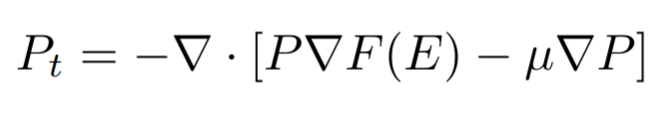 P_t = −∇ · [P∇F(E) − μ∇P]